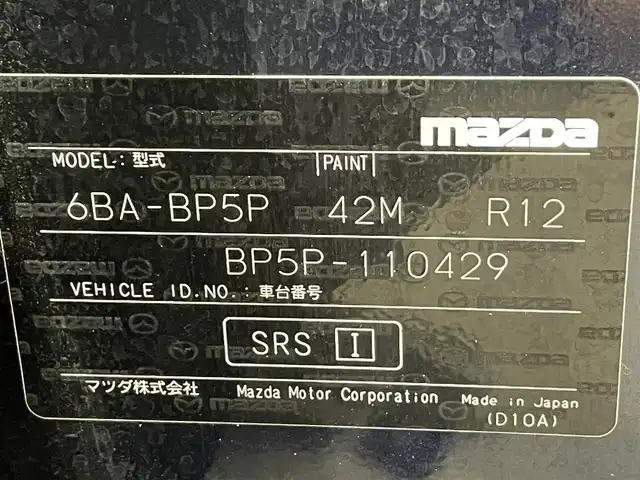 mazda
MODEL: 型式 PAINT
6BA-BP5P 42M R12
BP5P-110429
VEHICLE ID.NO.: 車台番号
SRS I
マツダ株式会社 Mazda Motor Corporation Made in Japan
(D10A)